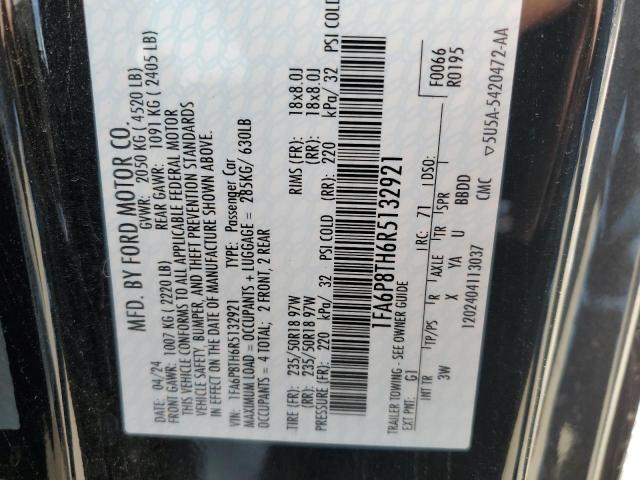 MFD. BY FORD MOTOR CO.
DATE: 04/24 GVWR: 2050 KG ( 4520 LB)
FRONT GAWR: 1007 KG ( 2220 LB) REAR GAWR: 1091 KG ( 2405 LB)
THIS VEHICLE CONFORMS TO ALL APPLICABLE FEDERAL MOTOR
VEHICLE SAFETY, BUMPER, AND THEFT PREVENTION STANDARDS
IN EFFECT ON THE DATE OF MANUFACTURE SHOWN ABOVE.
VIN: 1FA6P8TH6R5132921 TYPE: Passenger Car
MAXIMUM LOAD = OCCUPANTS + LUGGAGE = 285KG/ 630LB
OCCUPANTS = 4 TOTAL: 2 FRONT, 2 REAR
TIRE (FR): 235/50R18 97W RIMS (FR): 18x8.0J
(RR): 235/50R18 97W (RR): 18x8.0J
PRESSURE (FR): 220 kPa/ 32 PSI COLD (RR): 220 kPa/ 32 PSI COLD
1FA6P8TH6R5132921
TRAILER TOWING - SEE OWNER GUIDE
EXT PNT: G1 RC: 71 DSO: F0066
R0195
INT TR TP/PS R AXLE TR SPR
3W X YA U BBDD
1202404113037 CMC ▽5U5A-5420472-AA